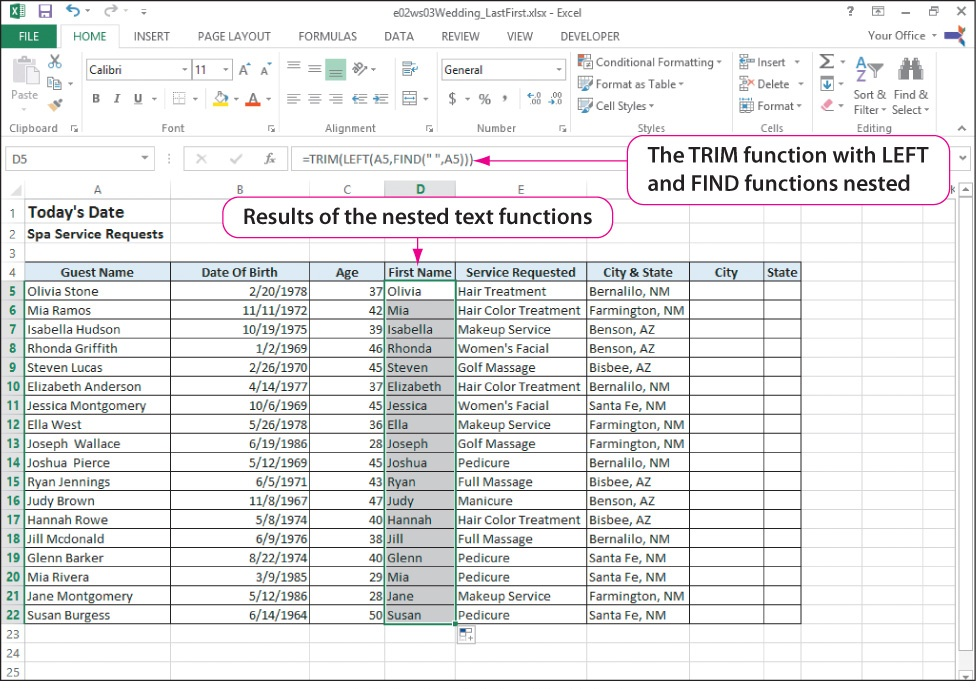 e02ws03Wedding_LastFirst.xlsx - Excel
FILE HOME INSERT PAGE LAYOUT FORMULAS DATA REVIEW VIEW DEVELOPER Your Office
Paste
Calibri 11
B I U
General
$ % ,
Conditional Formatting
Format as Table
Cell Styles
Insert
Delete
Format
Sort & Filter
Find & Select
Clipboard Font Alignment Number Styles Cells Editing
D5 fx =TRIM(LEFT(A5,FIND(" ",A5)))
The TRIM function with LEFT
and FIND functions nested
A B C D E
Results of the nested text functions
1 Today's Date
2 Spa Service Requests
3
4 Guest Name Date Of Birth Age First Name Service Requested City & State City State
5 Olivia Stone 2/20/1978 37 Olivia Hair Treatment Bernalilo, NM
6 Mia Ramos 11/11/1972 42 Mia Hair Color Treatment Farmington, NM
7 Isabella Hudson 10/19/1975 39 Isabella Makeup Service Benson, AZ
8 Rhonda Griffith 1/2/1969 46 Rhonda Women's Facial Benson, AZ
9 Steven Lucas 2/26/1970 45 Steven Golf Massage Bisbee, AZ
10 Elizabeth Anderson 4/14/1977 37 Elizabeth Hair Color Treatment Bernalilo, NM
11 Jessica Montgomery 10/6/1969 45 Jessica Women's Facial Santa Fe, NM
12 Ella West 5/26/1978 36 Ella Makeup Service Farmington, NM
13 Joseph  Wallace 6/19/1986 28 Joseph Golf Massage Farmington, NM
14 Joshua  Pierce 5/12/1969 45 Joshua Pedicure Bernalilo, NM
15 Ryan Jennings 6/5/1971 43 Ryan Full Massage Bisbee, AZ
16 Judy Brown 11/8/1967 47 Judy Manicure Benson, AZ
17 Hannah Rowe 5/8/1974 40 Hannah Hair Color Treatment Bisbee, AZ
18 Jill Mcdonald 6/9/1976 38 Jill Full Massage Bernalilo, NM
19 Glenn Barker 8/22/1974 40 Glenn Pedicure Santa Fe, NM
20 Mia Rivera 3/9/1985 29 Mia Pedicure Santa Fe, NM
21 Jane Montgomery 5/12/1986 28 Jane Makeup Service Farmington, NM
22 Susan Burgess 6/14/1964 50 Susan Pedicure Santa Fe, NM
23
24
25